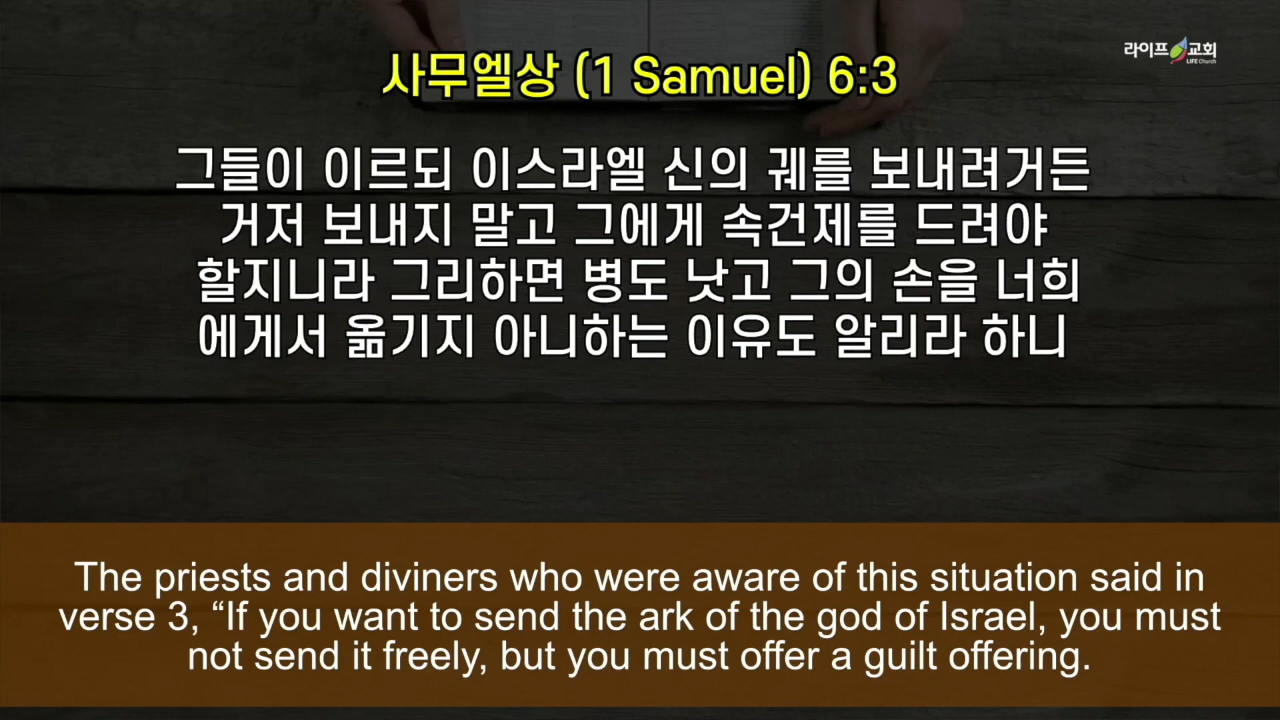 라이프 교회
LIFE Church
사무엘상 (1 Samuel) 6:3
그들이 이르되 이스라엘 신의 궤를 보내려거든
거저 보내지 말고 그에게 속건제를 드려야
할지니라 그리하면 병도 낫고 그의 손을 너희
에게서 옮기지 아니하는 이유도 알리라 하니
The priests and diviners who were aware of this situation said in
verse 3, “If you want to send the ark of the god of Israel, you must
not send it freely, but you must offer a guilt offering.